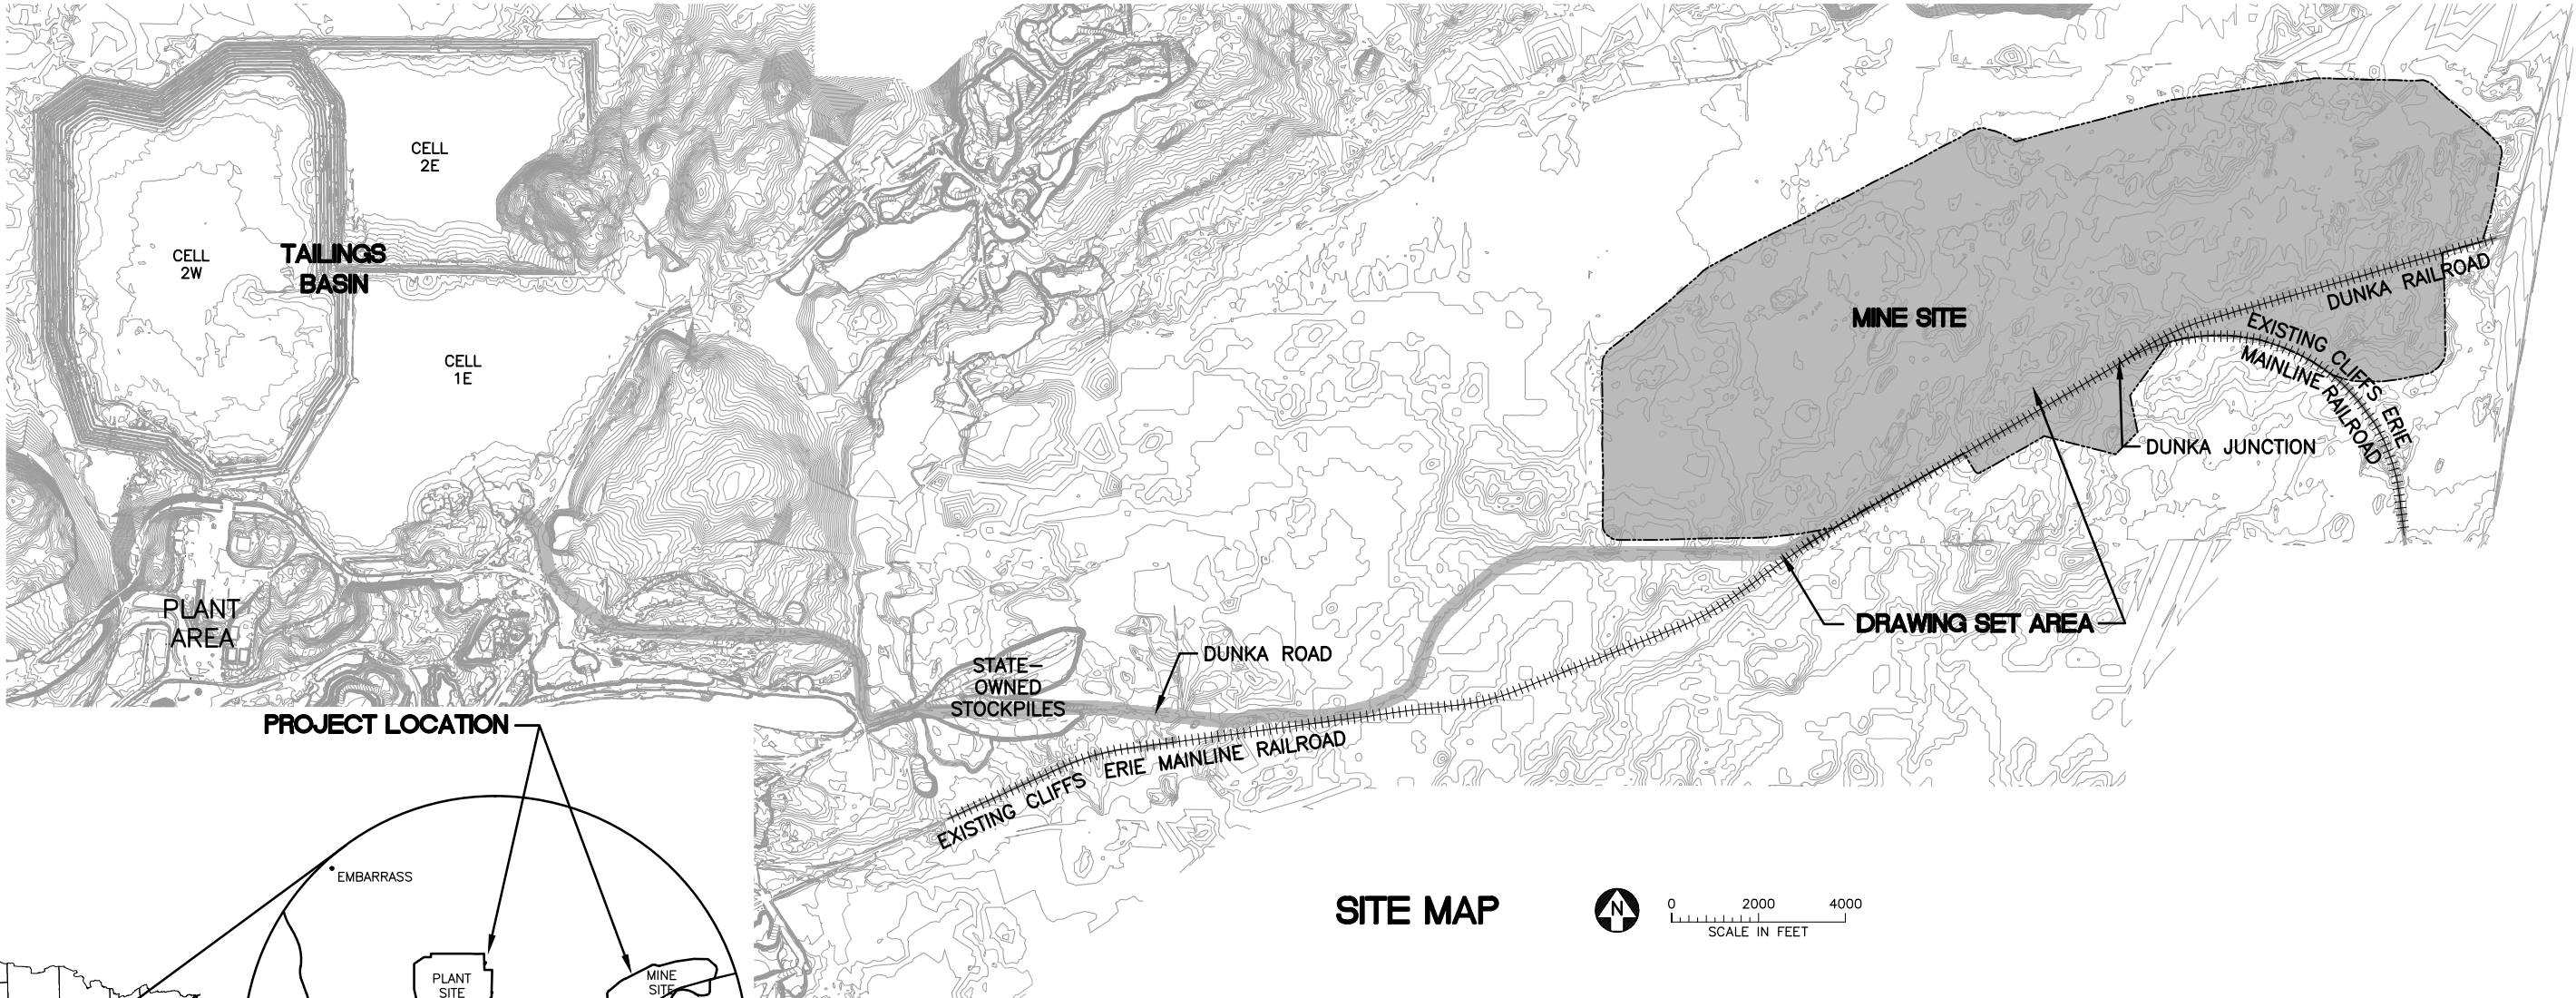 CELL
2E
CELL
2W
TAILINGS
BASIN
CELL
1E
MINE SITE
DUNKA RAILROAD
EXISTING CLIFFS ERIE
MAINLINE RAILROAD
DUNKA JUNCTION
PLANT
AREA
DRAWING SET AREA
STATE-
OWNED
STOCKPILES
DUNKA ROAD
EXISTING CLIFFS ERIE MAINLINE RAILROAD
PROJECT LOCATION
EMBARRASS
PLANT
SITE
MINE
SITE
SITE MAP
N
0 2000 4000
SCALE IN FEET